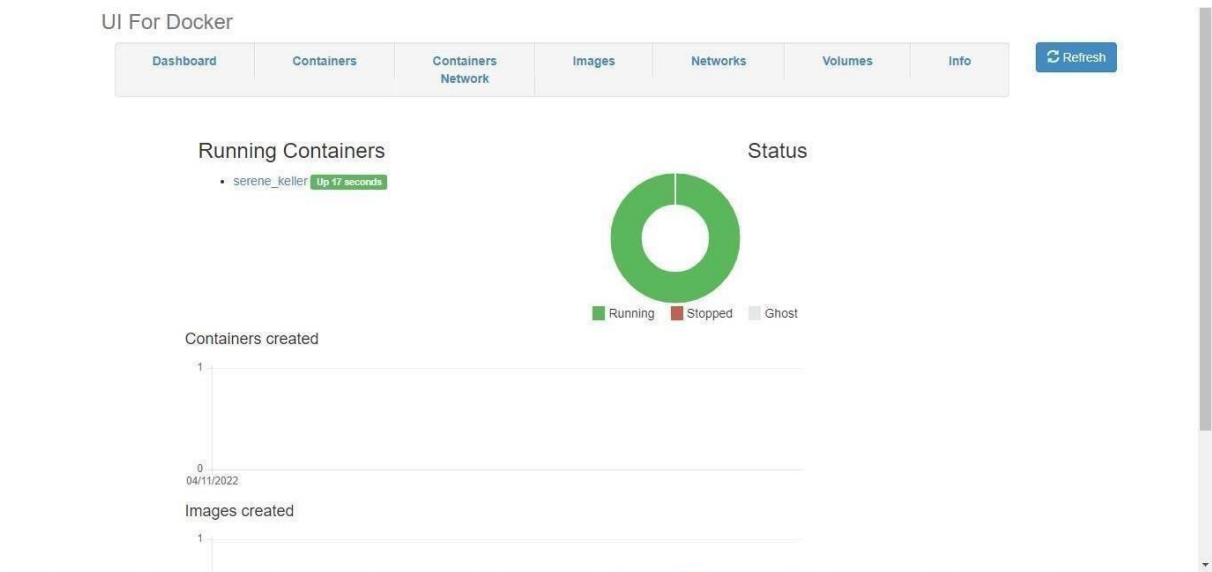 UI For Docker
Dashboard
Containers
Containers
Network
Images
Networks
Volumes
Info
Refresh
Running Containers
serene_keller Up 17 seconds
Status
Running Stopped Ghost
Containers created
1
0
04/11/2022
Images created
1